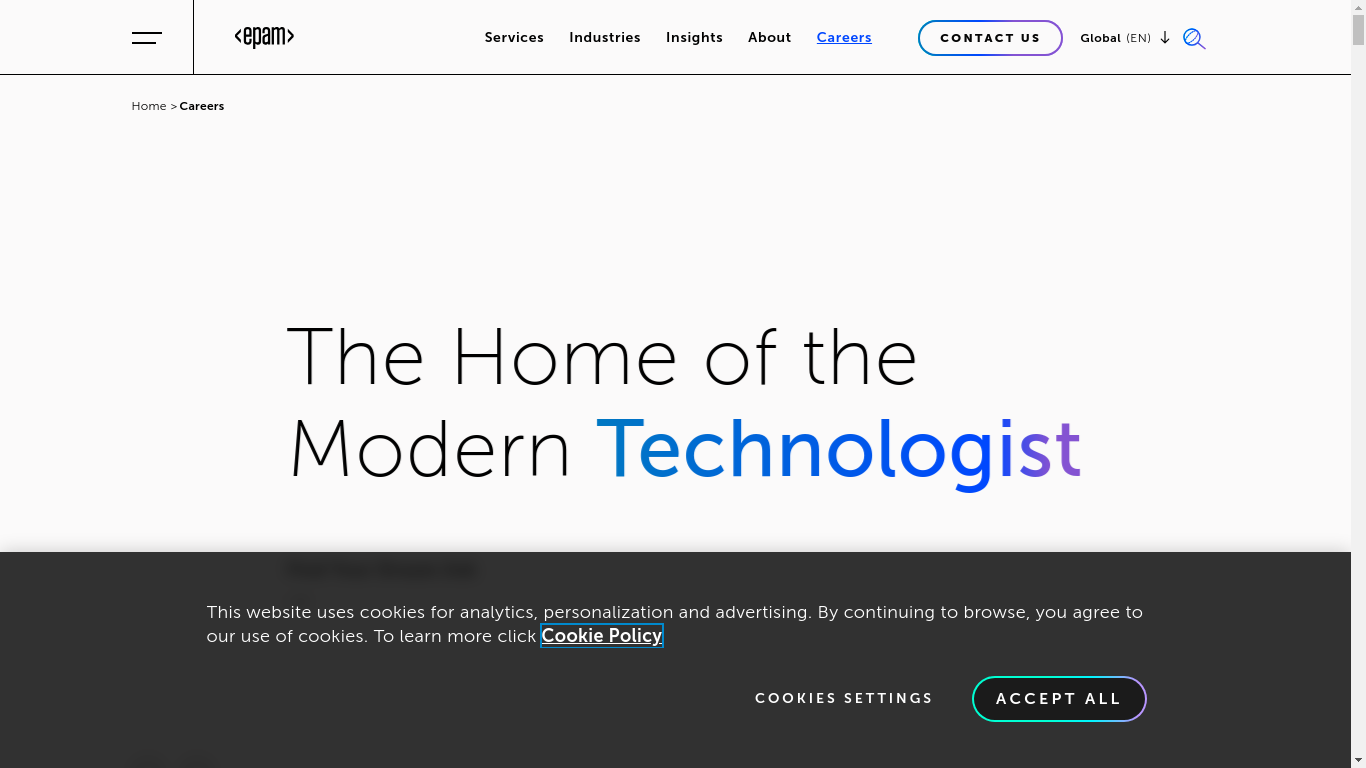 <epam>
Services Industries Insights About Careers CONTACT US Global (EN)
Home > Careers
The Home of the
Modern Technologist
This website uses cookies for analytics, personalization and advertising. By continuing to browse, you agree to
our use of cookies. To learn more click Cookie Policy
COOKIES SETTINGS ACCEPT ALL